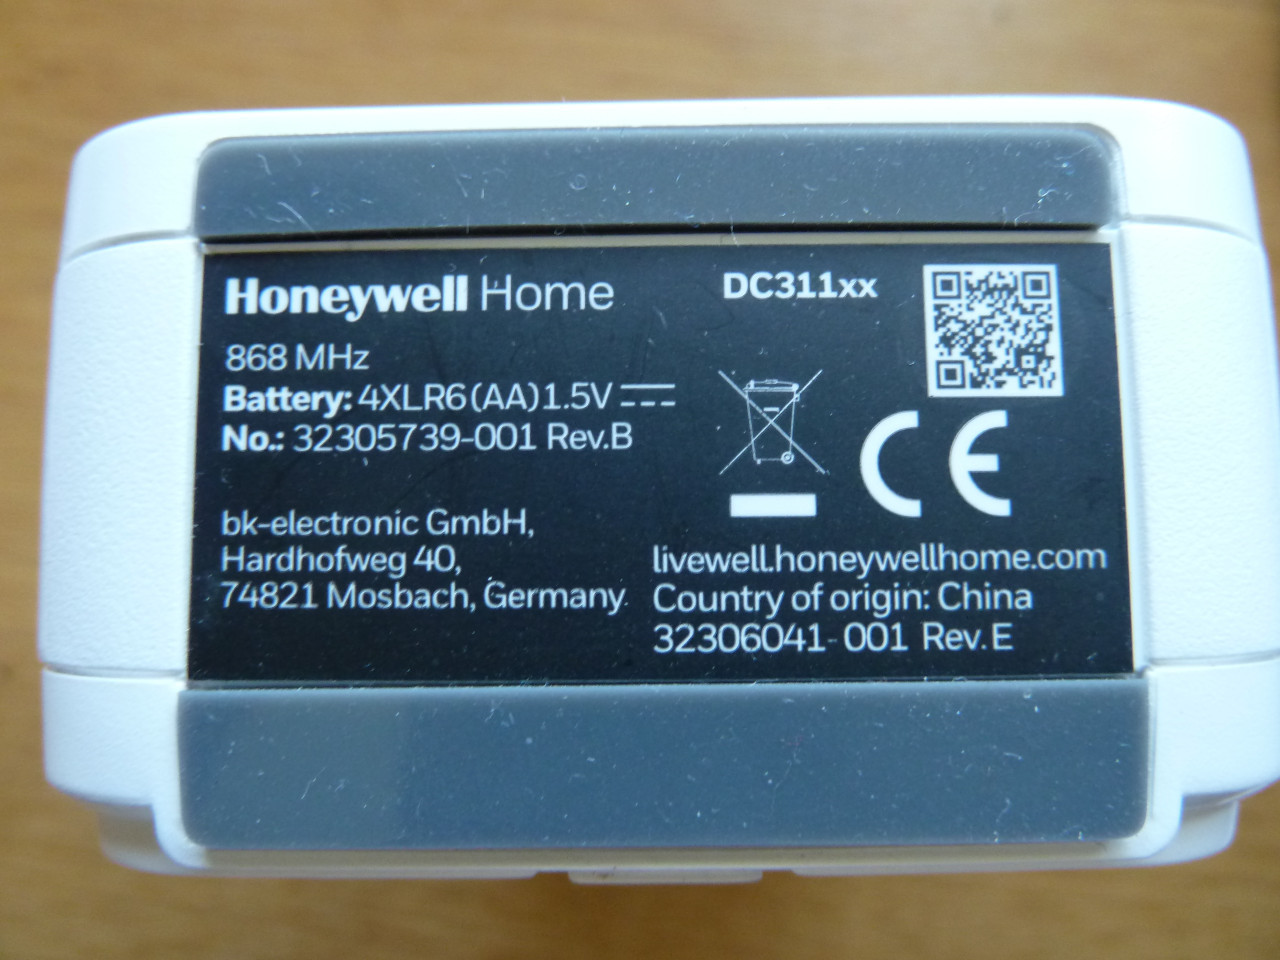 Honeywell Home
DC311xx
868 MHz
Battery: 4XLR6(AA)1.5V
No.: 32305739-001 Rev.B
CE
bk-electronic GmbH,
Hardhofweg 40,
74821 Mosbach, Germany
livewell.honeywellhome.com
Country of origin: China
32306041-001 Rev.E